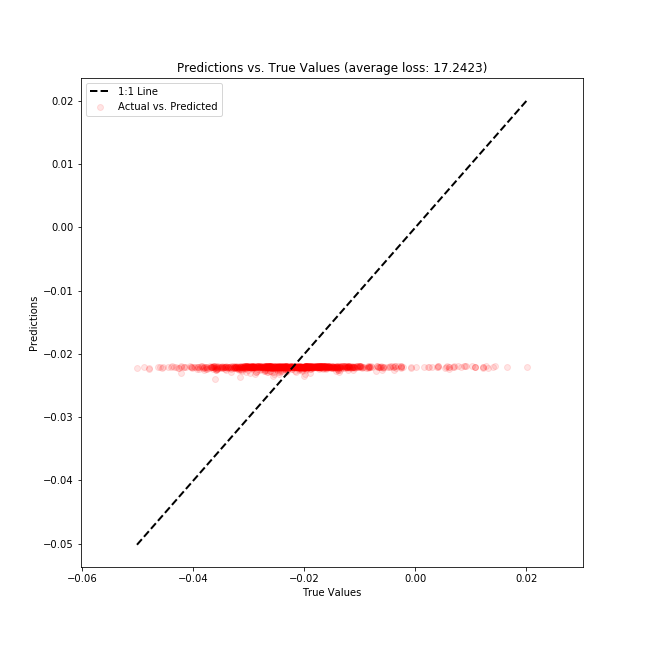 Predictions vs. True Values (average loss: 17.2423)
1:1 Line
Actual vs. Predicted
0.02
0.01
0.00
−0.01
−0.02
−0.03
−0.04
−0.05
Predictions
−0.06
−0.04
−0.02
0.00
0.02
True Values